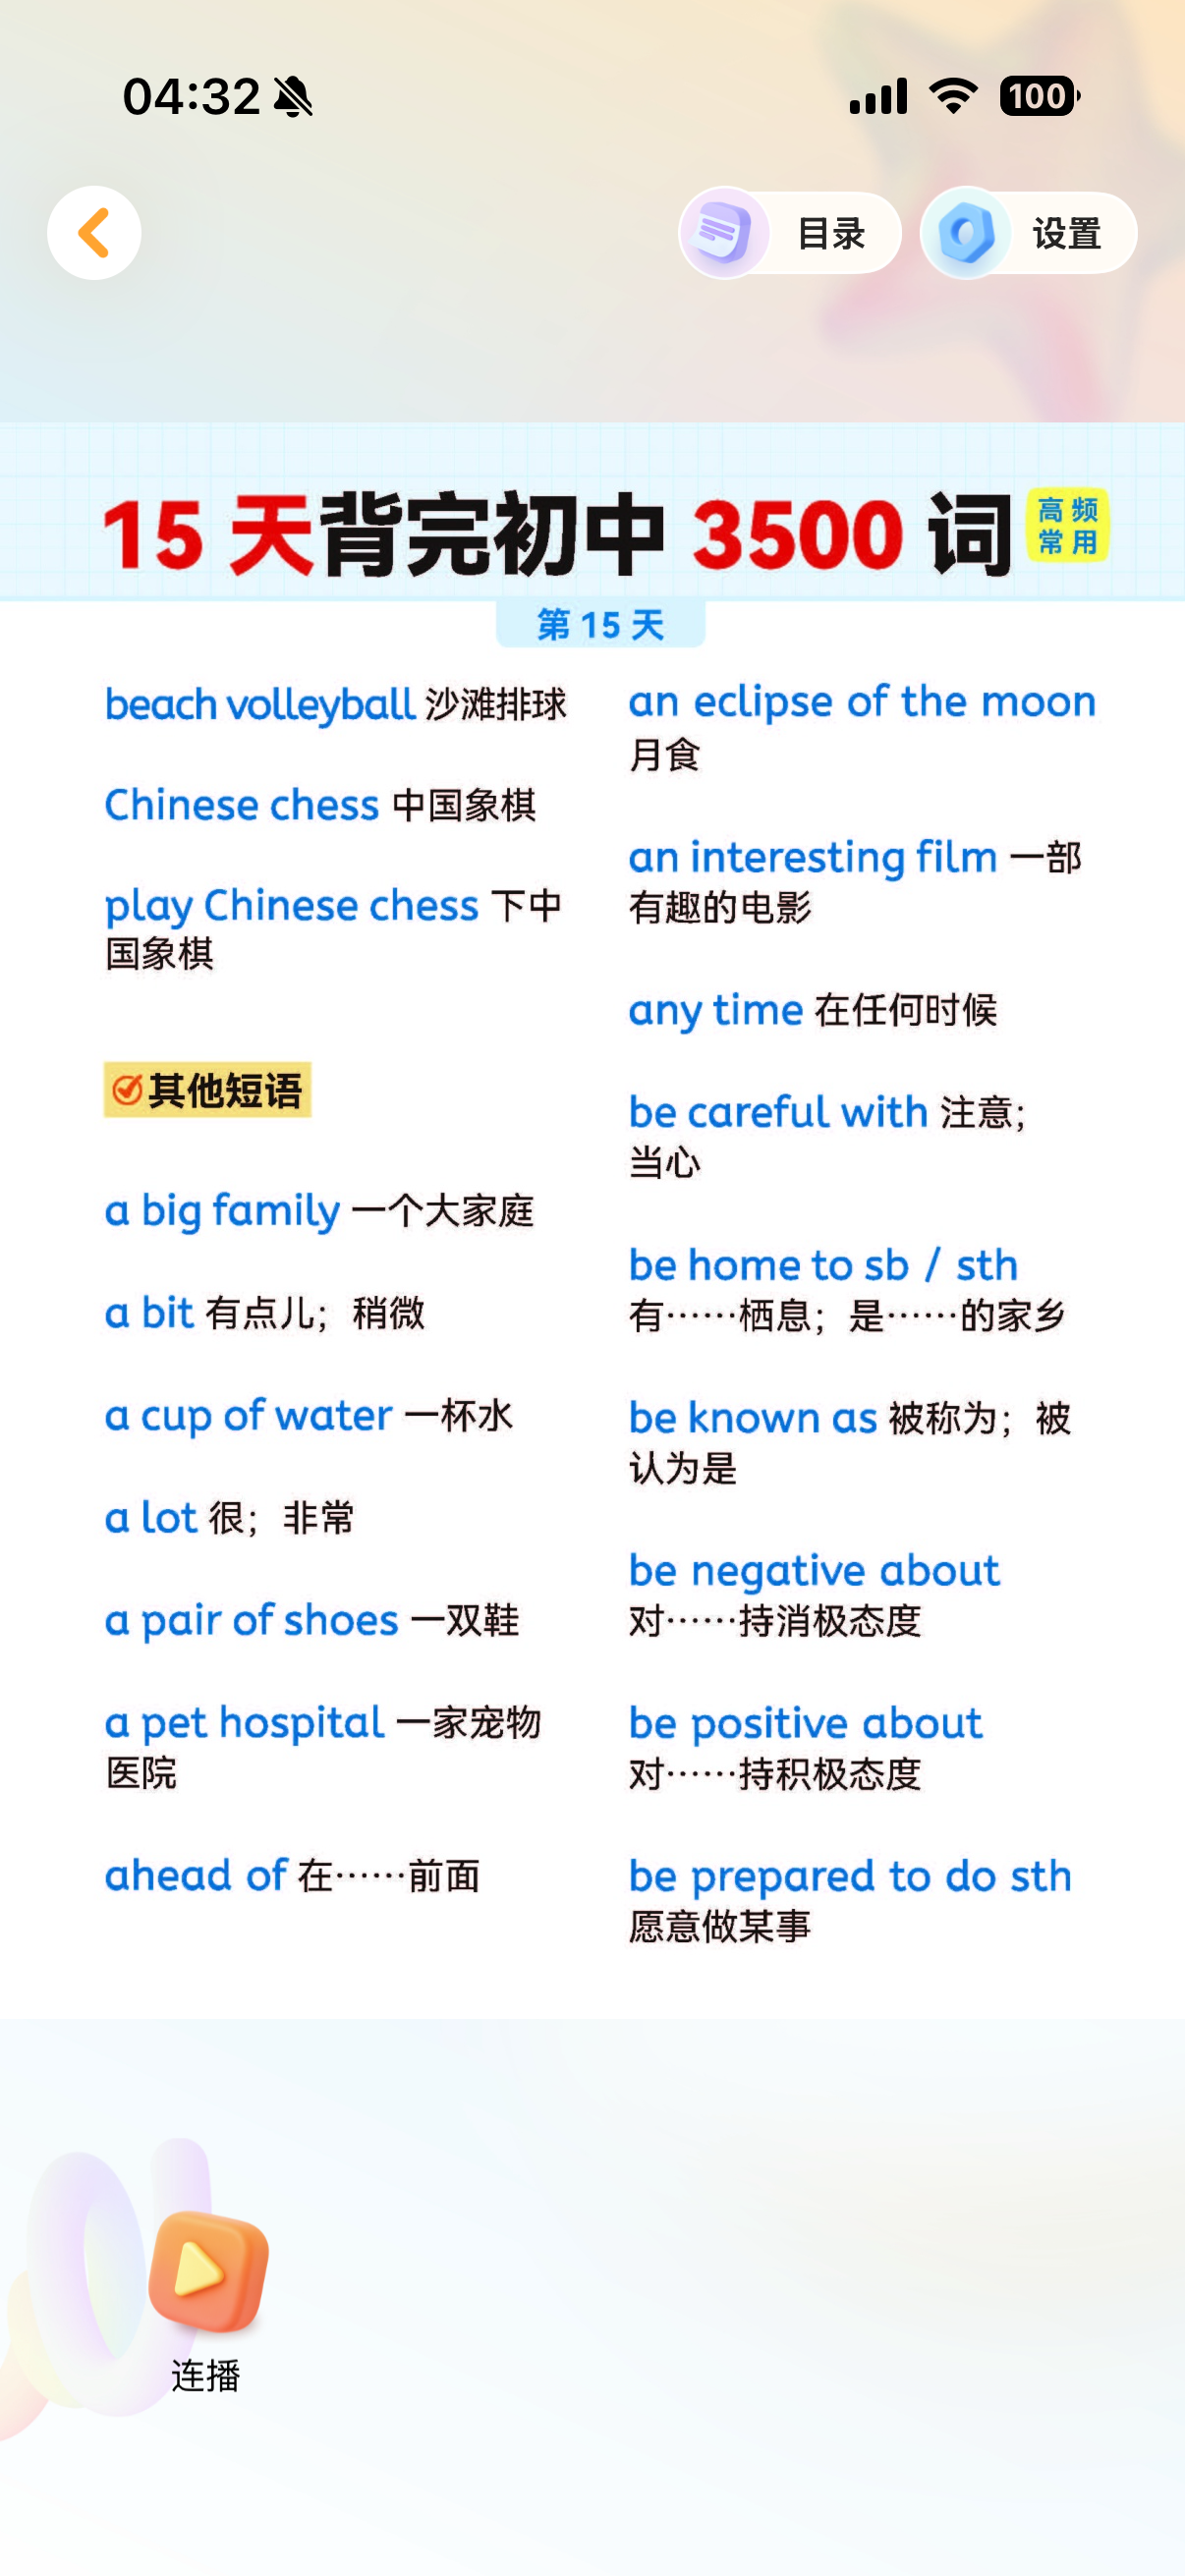 04:32
100
目录
设置
15 天背完初中 3500 词
高频
常用
第 15 天
beach volleyball 沙滩排球
Chinese chess 中国象棋
play Chinese chess 下中
国象棋
其他短语
a big family 一个大家庭
a bit 有点儿；稍微
a cup of water 一杯水
a lot 很；非常
a pair of shoes 一双鞋
a pet hospital 一家宠物
医院
ahead of 在……前面
an eclipse of the moon
月食
an interesting film 一部
有趣的电影
any time 在任何时候
be careful with 注意；
当心
be home to sb / sth
有……栖息；是……的家乡
be known as 被称为；被
认为是
be negative about
对……持消极态度
be positive about
对……持积极态度
be prepared to do sth
愿意做某事
连播